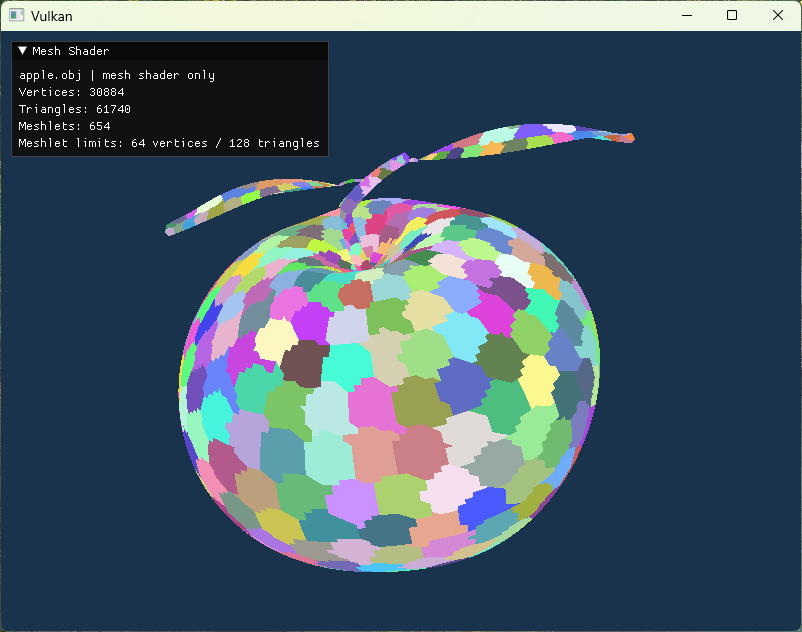 Vulkan
Mesh Shader
apple.obj | mesh shader only
Vertices: 30884
Triangles: 61740
Meshlets: 654
Meshlet limits: 64 vertices / 128 triangles